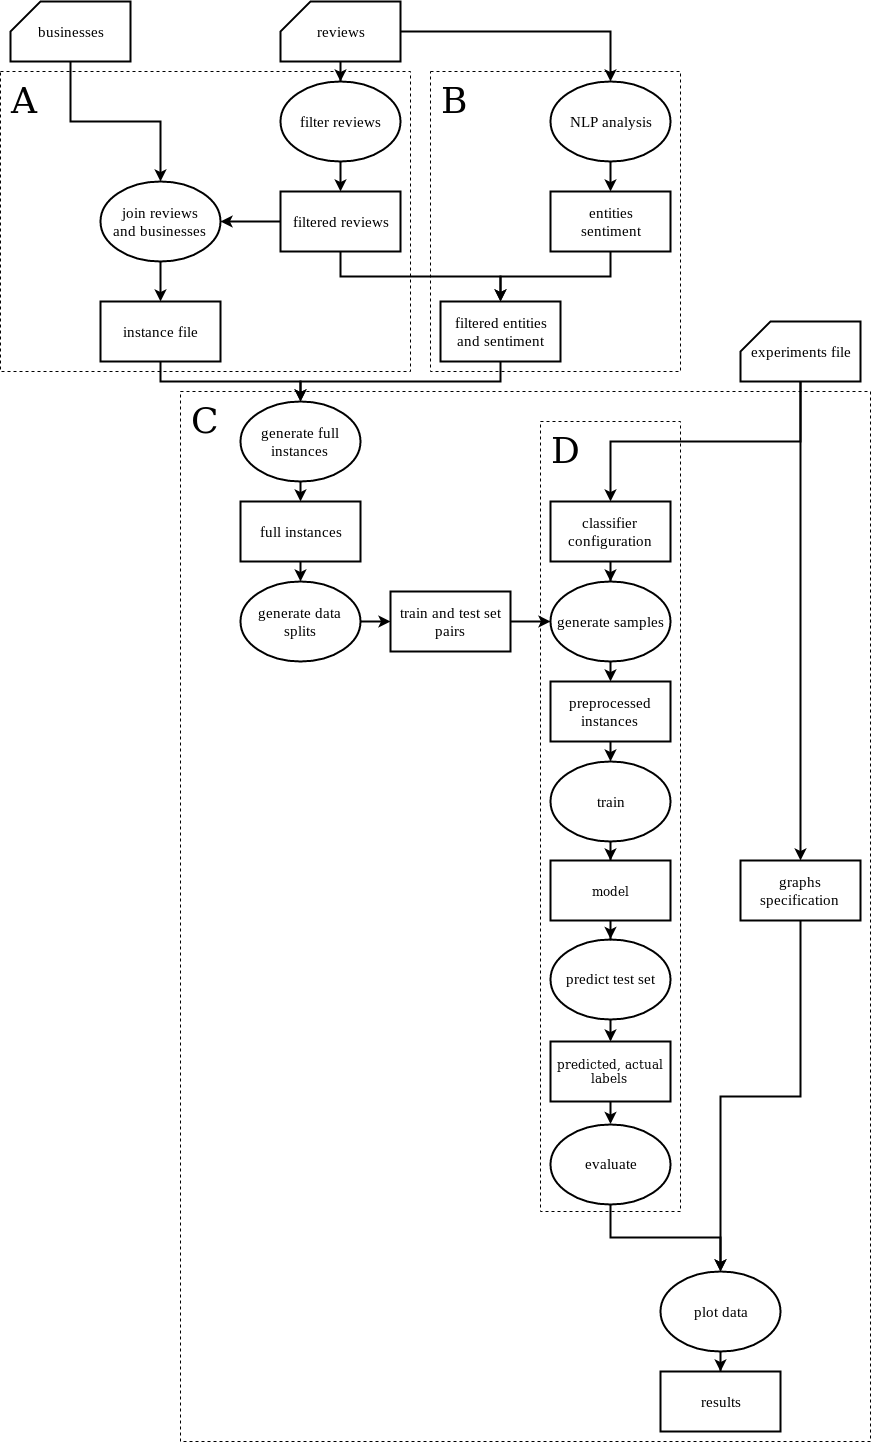 businesses
reviews
A
filter reviews
B
NLP analysis
join reviews
and businesses
filtered reviews
entities
sentiment
instance file
filtered entities
and sentiment
experiments file
C
generate full
instances
D
full instances
classifier
configuration
generate data
splits
train and test set
pairs
generate samples
preprocessed
instances
train
model
graphs
specification
predict test set
predicted, actual
labels
evaluate
plot data
results